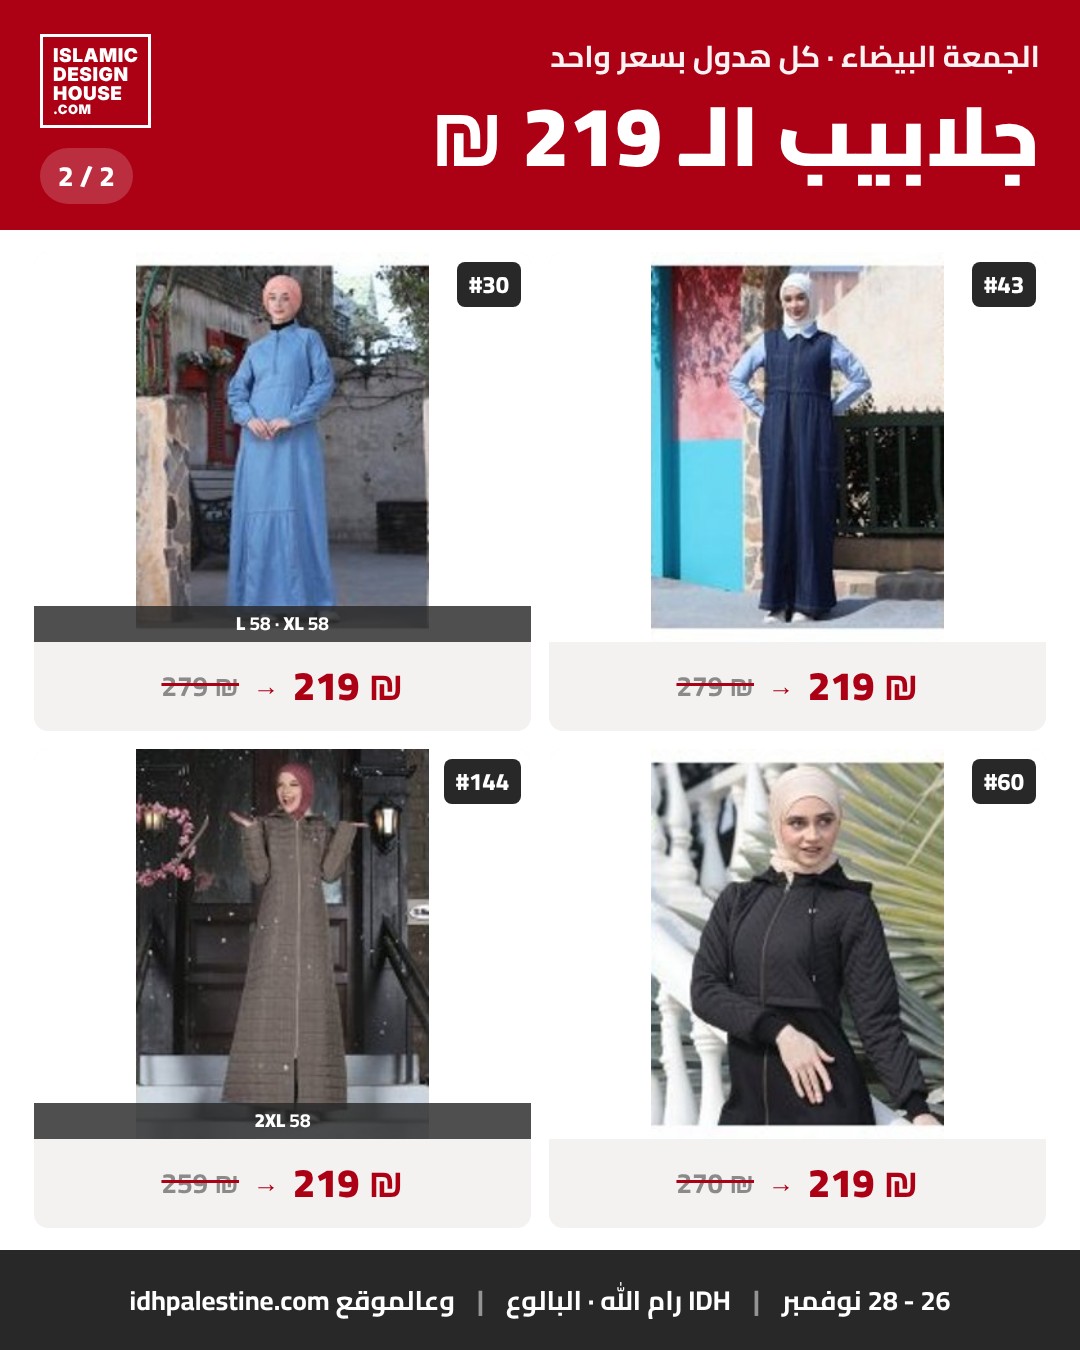 ISLAMIC
DESIGN
HOUSE
.COM
الجمعة البيضاء · كل هدول بسعر واحد
جلابيب الـ 219 ₪
2 / 2
#43
279 ₪ → 219 ₪
#30
L 58 · XL 58
279 ₪ → 219 ₪
#60
270 ₪ → 219 ₪
#144
2XL 58
259 ₪ → 219 ₪
26 - 28 نوفمبر | IDH رام الله · البالوع | وعالموقع idhpalestine.com